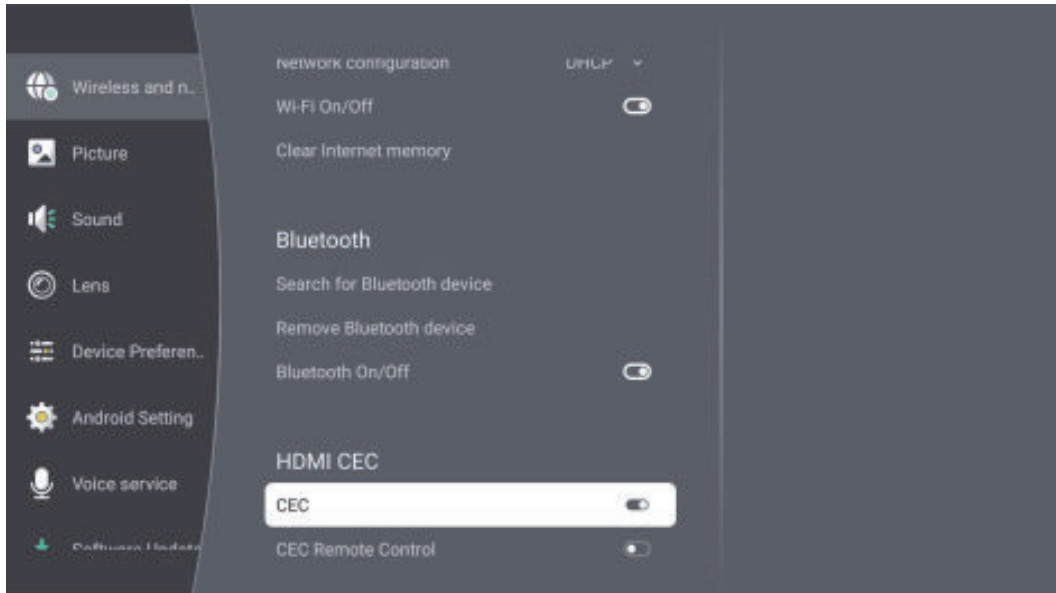 Wireless and n..
Picture
Sound
Lens
Device Preferen..
Android Setting
Voice service
Software Update
Network configuration DHCP
Wi-Fi On/Off
Clear Internet memory
Bluetooth
Search for Bluetooth device
Remove Bluetooth device
Bluetooth On/Off
HDMI CEC
CEC
CEC Remote Control